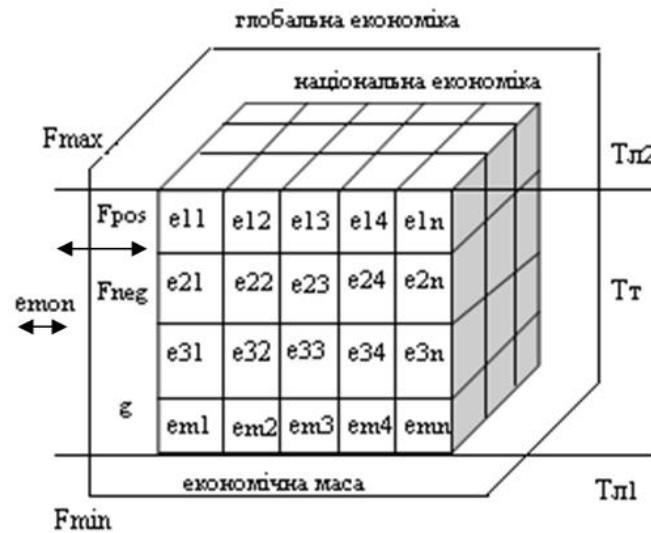 глобальна економіка
національна економіка
Fmax
Тл2
Fpos
e11 e12 e13 e14 e1n
Fneg
e21 e22 e23 e24 e2n
Тт
emon
e31 e32 e33 e34 e3n
g
em1 em2 em3 em4 emn
економічна маса
Тл1
Fmin